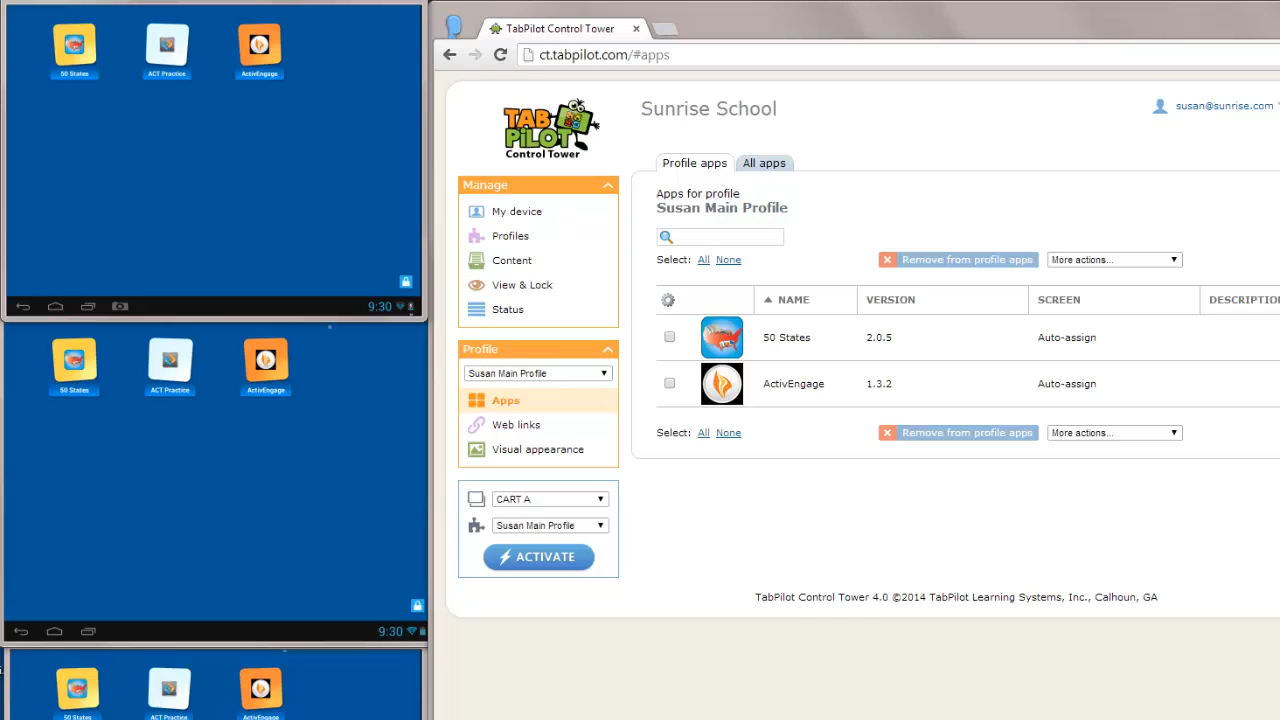 50 States ACT Practice ActivEngage
9:30
50 States ACT Practice ActivEngage
9:30
50 States ACT Practice ActivEngage
TabPilot Control Tower
ct.tabpilot.com/#apps
TAB
PILOT
Control Tower
Sunrise School
susan@sunrise.com
Manage
My device
Profiles
Content
View & Lock
Status
Profile
Susan Main Profile
Apps
Web links
Visual appearance
CART A
Susan Main Profile
ACTIVATE
Profile apps All apps
Apps for profile
Susan Main Profile
Select: All None Remove from profile apps More actions...
NAME VERSION SCREEN DESCRIPTIO
50 States 2.0.5 Auto-assign
ActivEngage 1.3.2 Auto-assign
Select: All None Remove from profile apps More actions...
TabPilot Control Tower 4.0 ©2014 TabPilot Learning Systems, Inc., Calhoun, GA